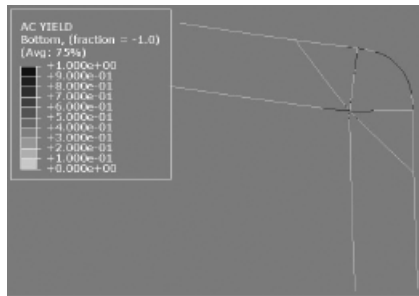 AC YIELD
Bottom, (fraction = -1.0)
(Avg: 75%)
+1.000e+00
+9.000e-01
+8.000e-01
+7.000e-01
+6.000e-01
+5.000e-01
+4.000e-01
+3.000e-01
+2.000e-01
+1.000e-01
+0.000e+00